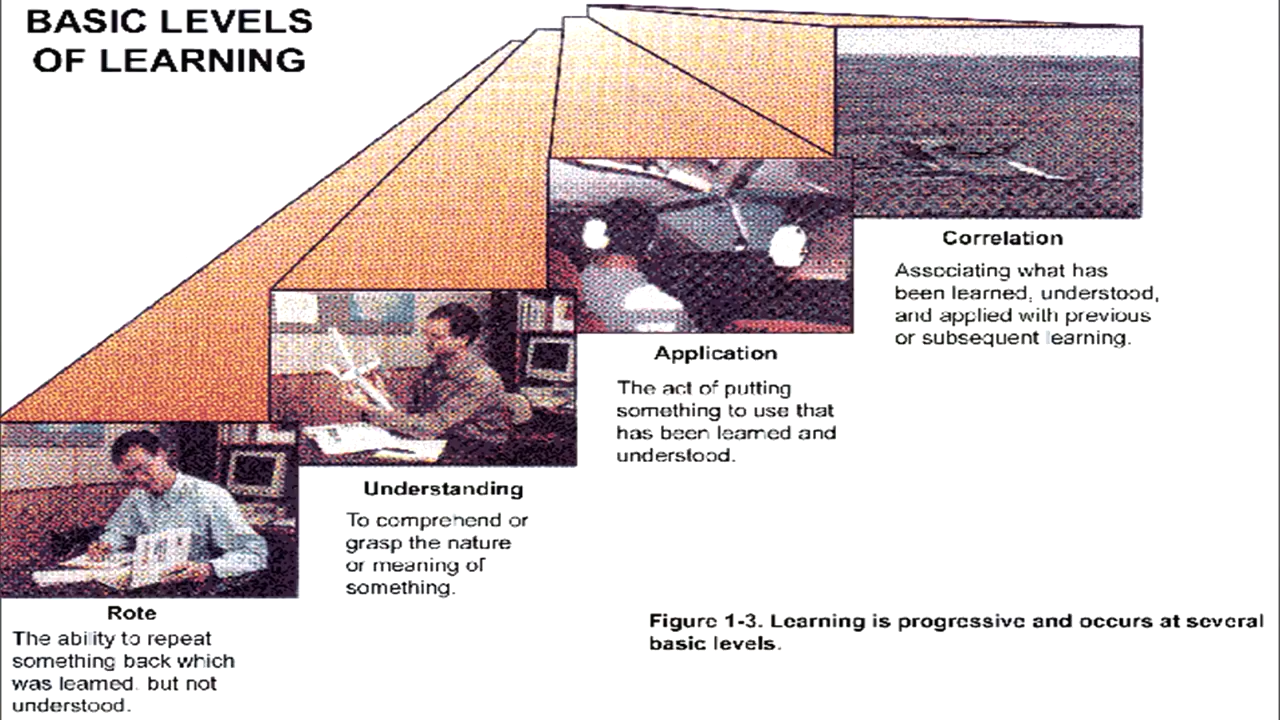 BASIC LEVELS
OF LEARNING
Correlation
Associating what has
been learned, understood,
and applied with previous
or subsequent learning.
Application
The act of putting
something to use that
has been learned and
understood.
Understanding
To comprehend or
grasp the nature
or meaning of
something.
Rote
The ability to repeat
something back which
was learned, but not
understood.
Figure 1-3. Learning is progressive and occurs at several
basic levels.